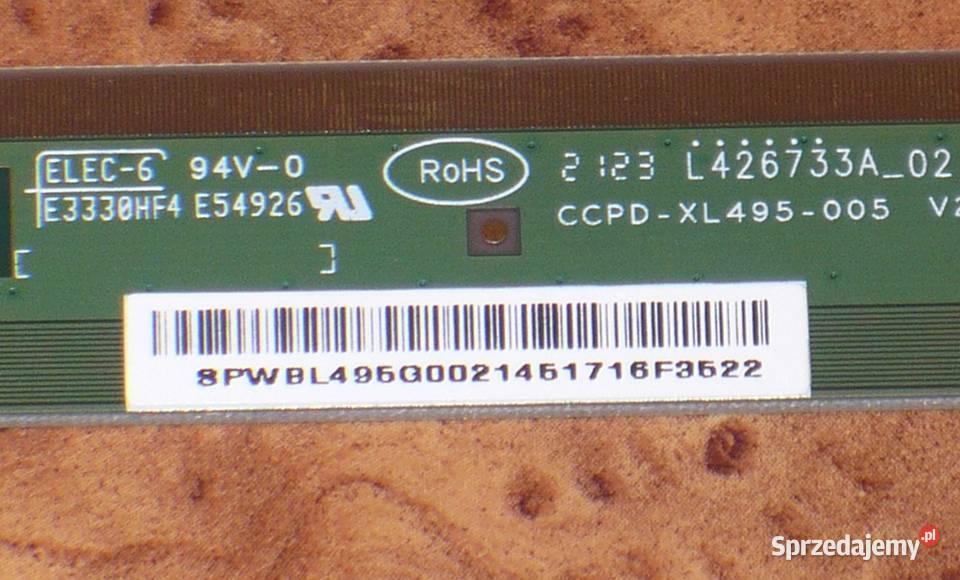 ELEC-6 94V-0
E3330HF4 E54926
RoHS
2123 L426733A_02
CCPD-XL495-005 V2
8PWBL495G0021451716F3522
Sprzedajemy.pl